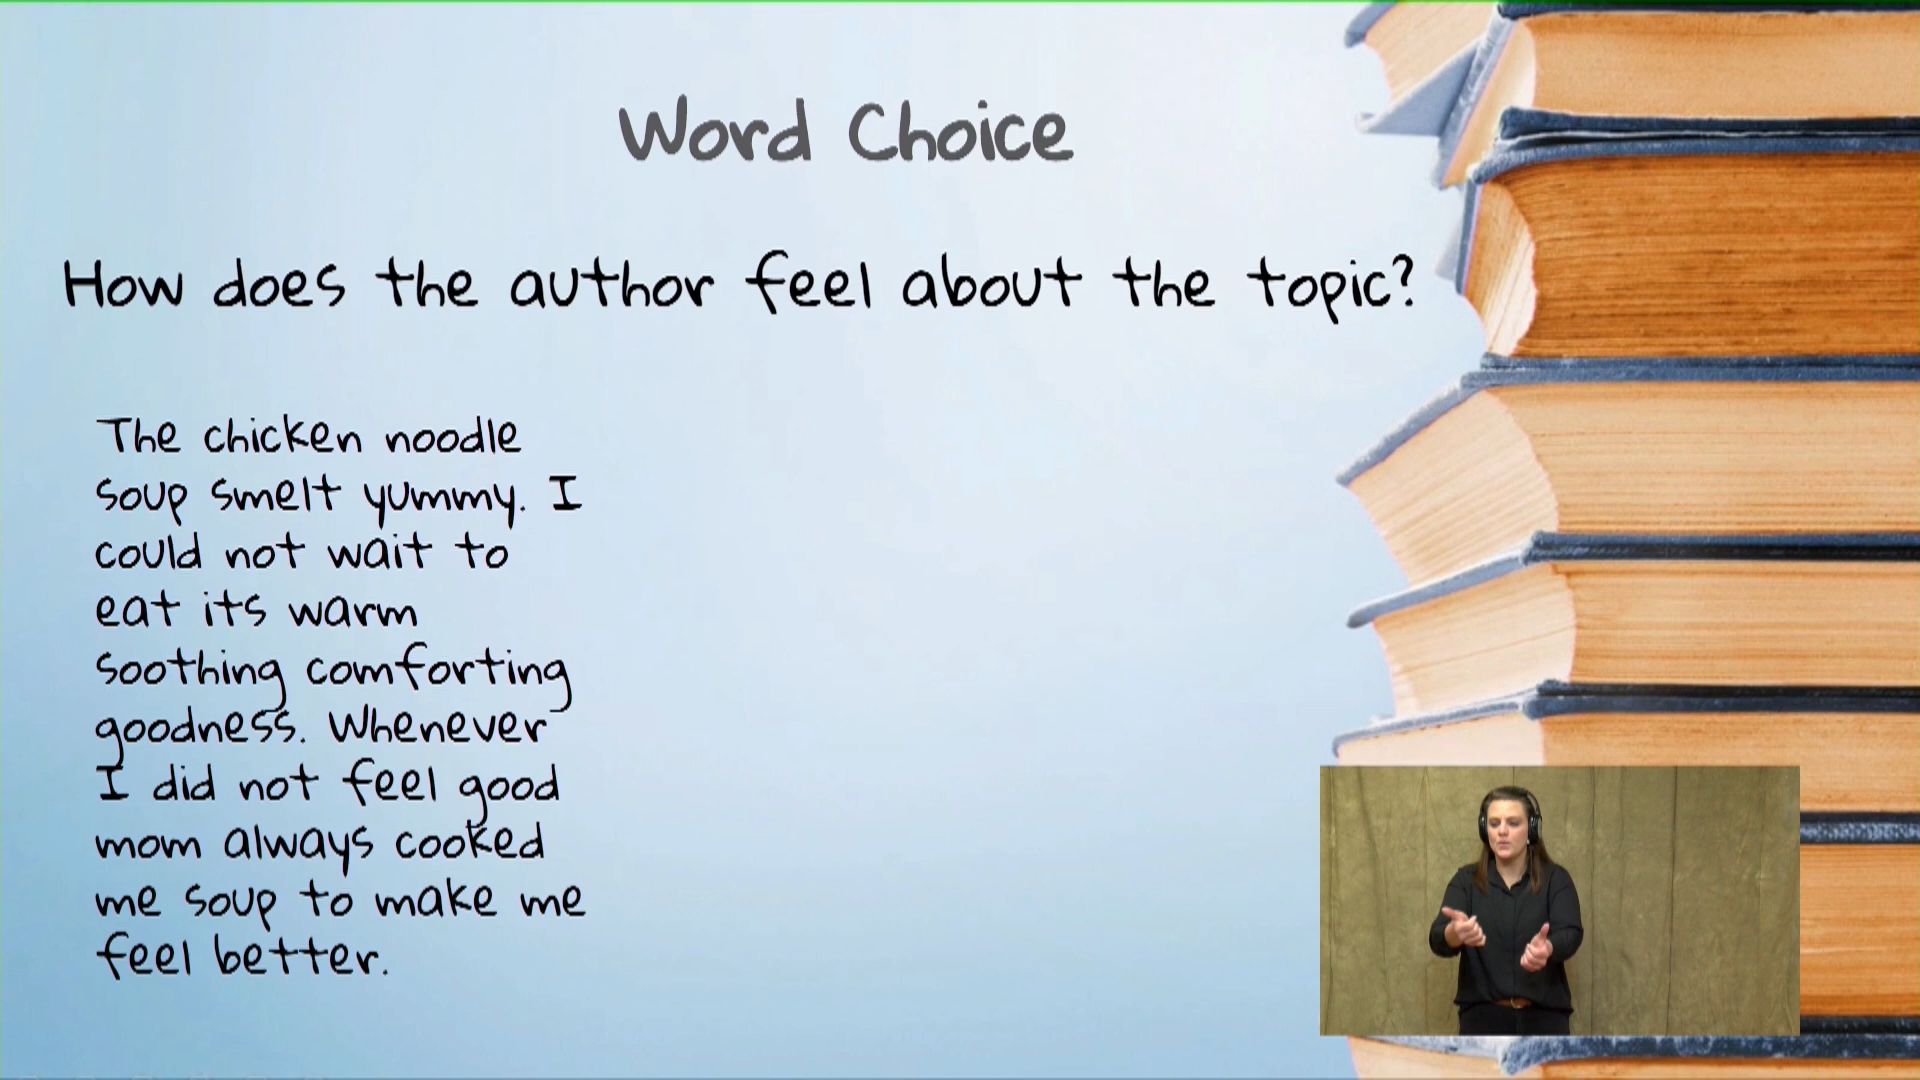 Word Choice
How does the author feel about the topic?
The chicken noodle
soup smelt yummy. I
could not wait to
eat its warm
soothing comforting
goodness. Whenever
I did not feel good
mom always cooked
me soup to make me
feel better.